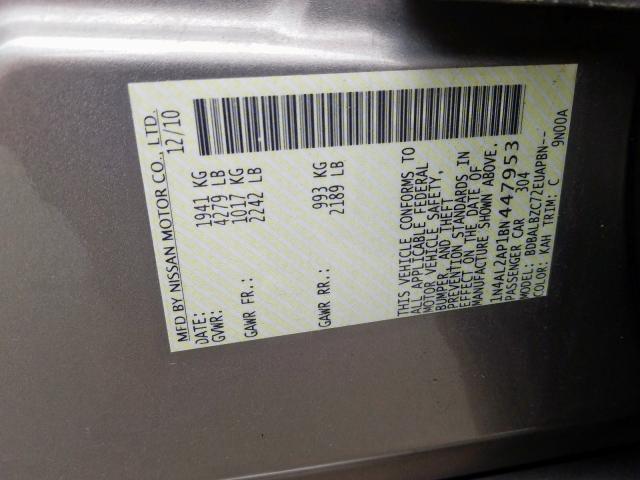 MFD BY NISSAN MOTOR CO., LTD.
DATE: 12/10
GVWR: 1941 KG
4279 LB
GAWR FR.: 1017 KG
2242 LB
GAWR RR.: 993 KG
2189 LB
THIS VEHICLE CONFORMS TO
ALL APPLICABLE FEDERAL
MOTOR VEHICLE SAFETY,
BUMPER, AND THEFT
PREVENTION STANDARDS IN
EFFECT ON THE DATE OF
MANUFACTURE SHOWN ABOVE.
1N4AL2AP1BN447953
PASSENGER CAR 304
MODEL: BDBALBZC72EUAPBN--
COLOR: KAH TRIM: C 9N00A